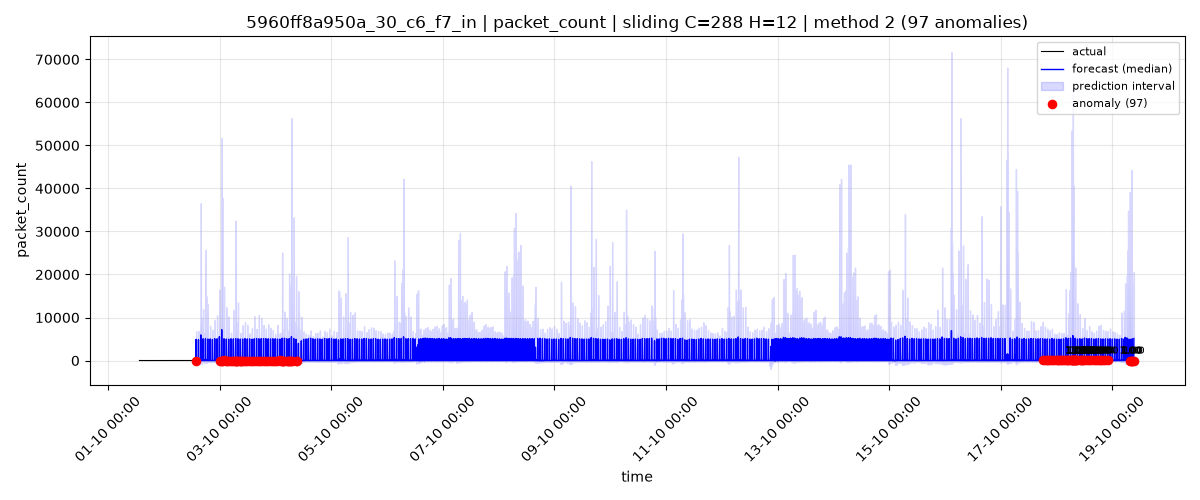 5960ff8a950a_30_c6_f7_in | packet_count | sliding C=288 H=12 | method 2 (97 anomalies)
actual
forecast (median)
prediction interval
anomaly (97)
packet_count
70000
60000
50000
40000
30000
20000
10000
0
01-10 00:00
03-10 00:00
05-10 00:00
07-10 00:00
09-10 00:00
11-10 00:00
13-10 00:00
15-10 00:00
17-10 00:00
19-10 00:00
time